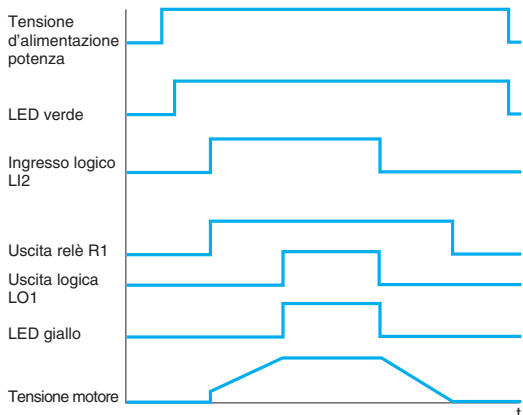 Tensione
d'alimentazione
potenza
LED verde
Ingresso logico
LI2
Uscita relè R1
Uscita logica
LO1
LED giallo
Tensione motore
t